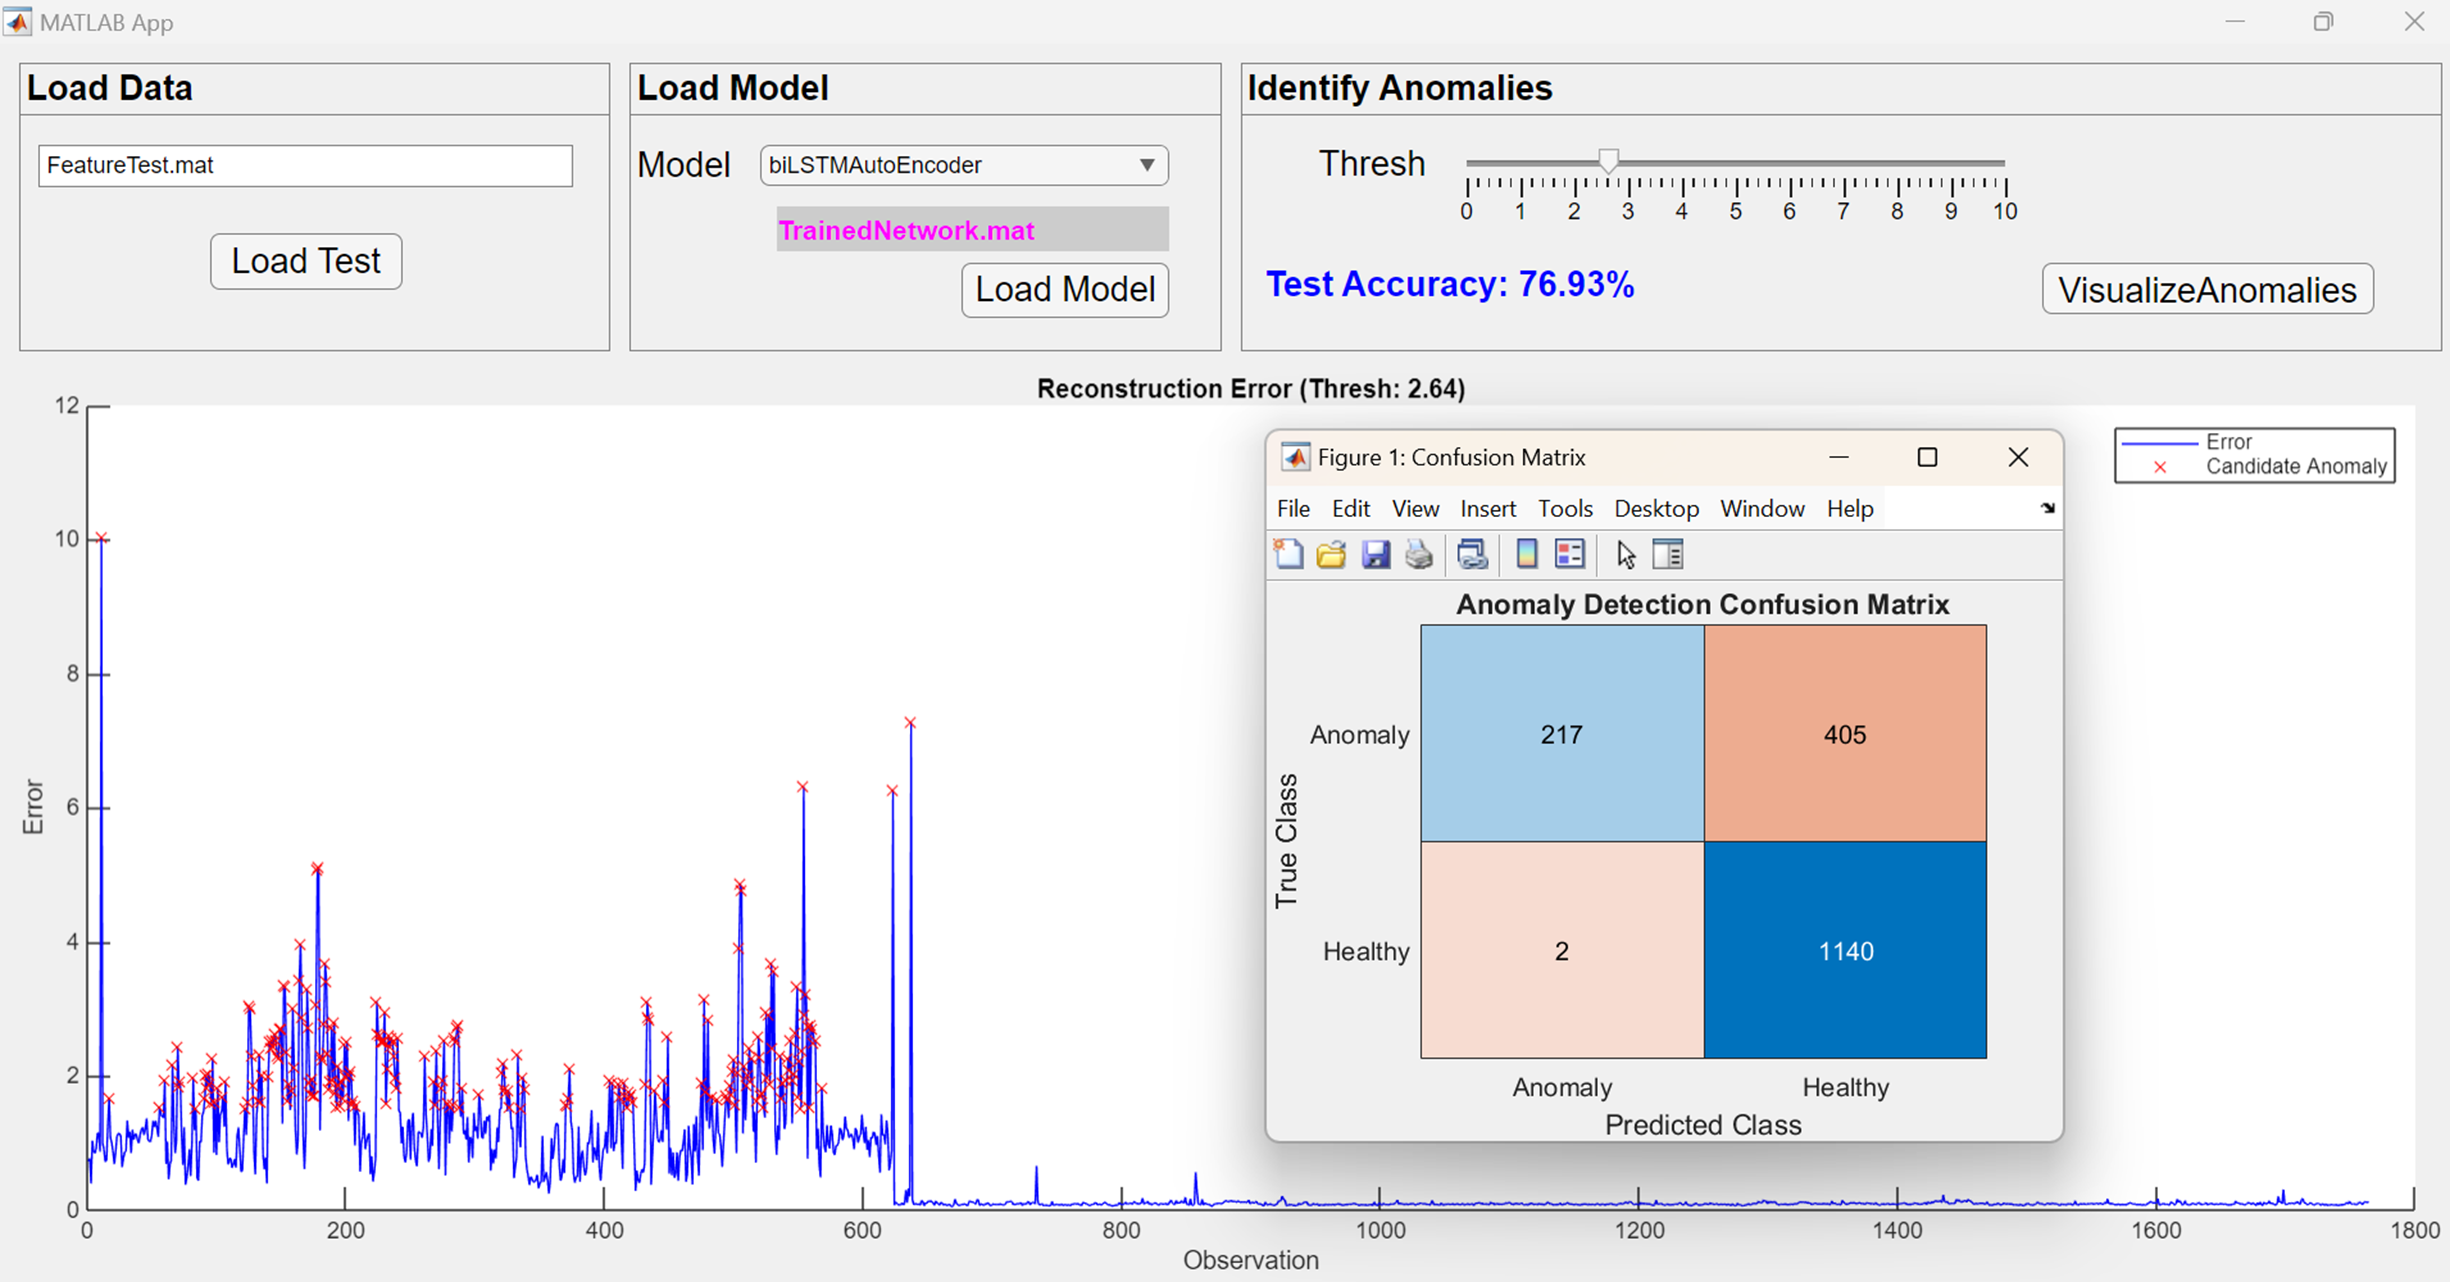 MATLAB App
Load Data
FeatureTest.mat
Load Test
Load Model
Model
biLSTMAutoEncoder
TrainedNetwork.mat
Load Model
Identify Anomalies
Thresh
0 1 2 3 4 5 6 7 8 9 10
Test Accuracy: 76.93%
VisualizeAnomalies
Reconstruction Error (Thresh: 2.64)
12
10
8
6
4
2
0
Error
0 200 400 600 800 1000 1200 1400 1600 1800
Observation
Error
Candidate Anomaly
Figure 1: Confusion Matrix
File Edit View Insert Tools Desktop Window Help
Anomaly Detection Confusion Matrix
True Class
Anomaly
217 405
Healthy
2 1140
Anomaly Healthy
Predicted Class